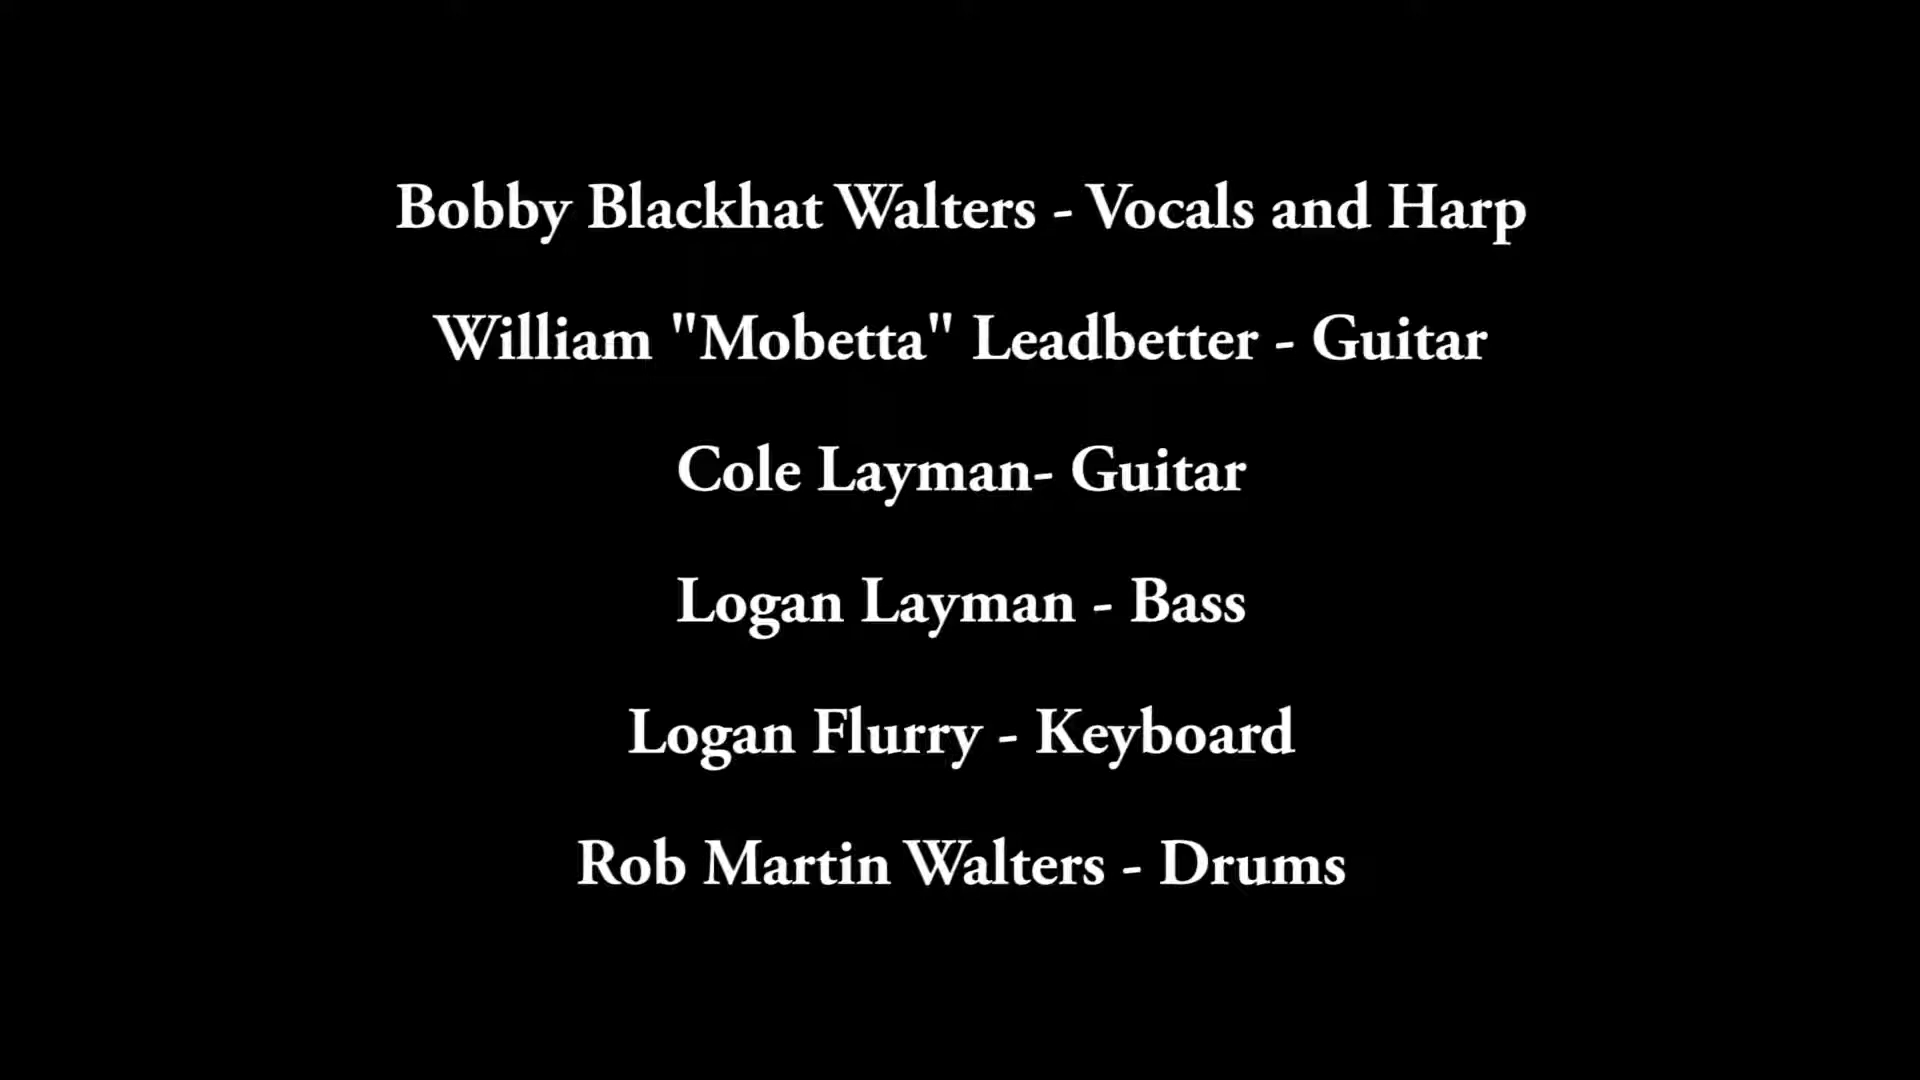 Bobby Blackhat Walters - Vocals and Harp
William "Mobetta" Leadbetter - Guitar
Cole Layman- Guitar
Logan Layman - Bass
Logan Flurry - Keyboard
Rob Martin Walters - Drums